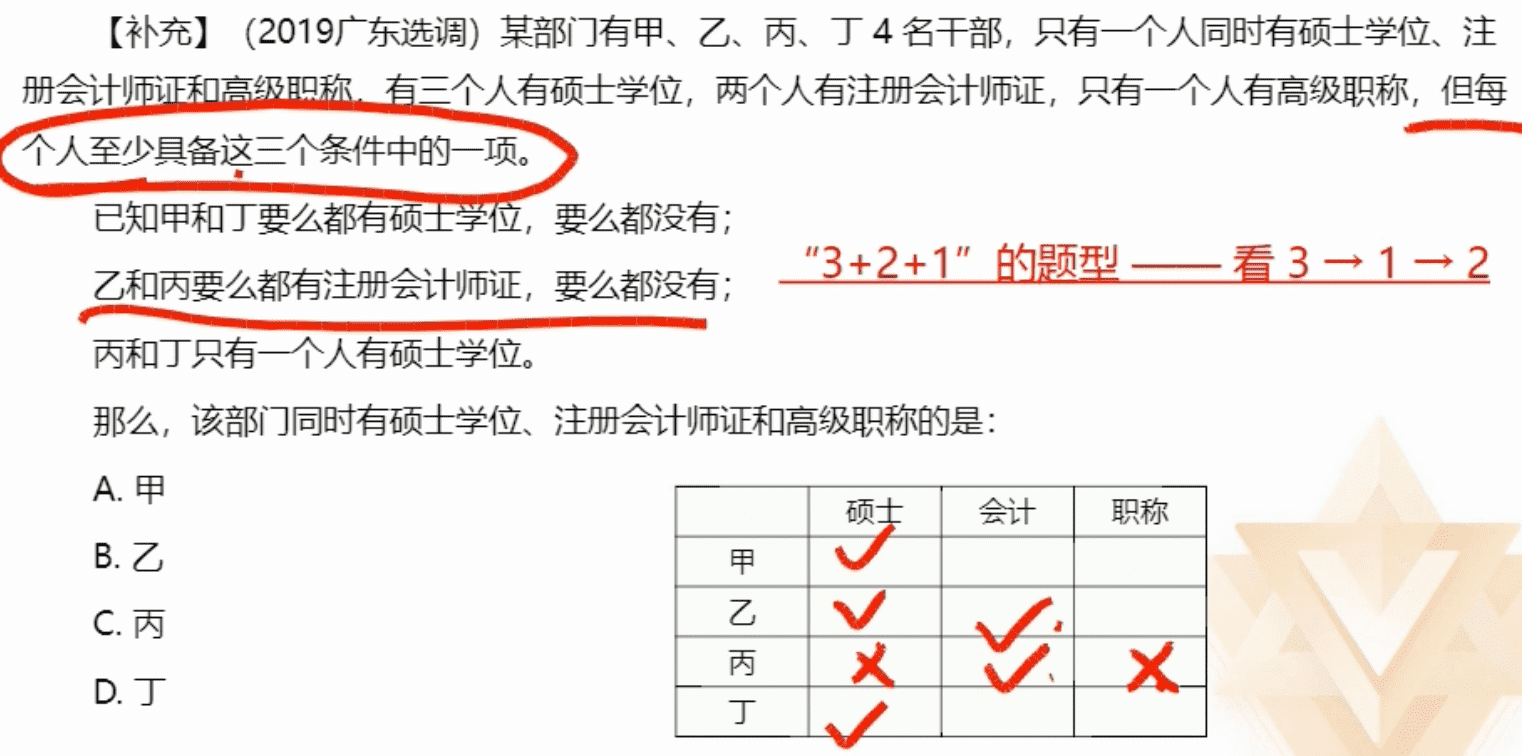 【补充】（2019广东选调）某部门有甲、乙、丙、丁 4 名干部，只有一个人同时有硕士学位、注
册会计师证和高级职称，有三个人有硕士学位，两个人有注册会计师证，只有一个人有高级职称，但每
个人至少具备这三个条件中的一项。
已知甲和丁要么都有硕士学位，要么都没有；
“3+2+1”的题型 —— 看 3 → 1 → 2
乙和丙要么都有注册会计师证，要么都没有；
丙和丁只有一个人有硕士学位。
那么，该部门同时有硕士学位、注册会计师证和高级职称的是：
A. 甲
B. 乙
C. 丙
D. 丁
硕士 会计 职称
甲
乙
丙
丁